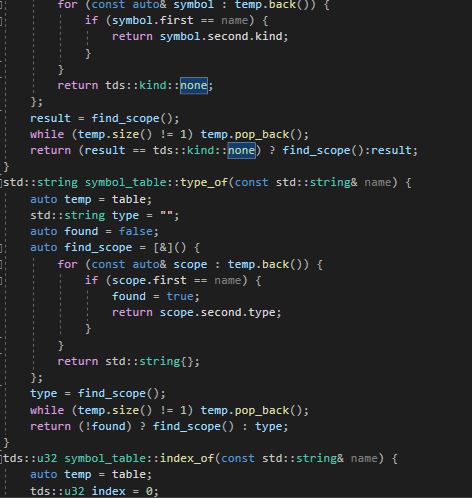 for (const auto& symbol : temp.back()) {
if (symbol.first == name) {
return symbol.second.kind;
}
}
return tds::kind::none;
};
result = find_scope();
while (temp.size() != 1) temp.pop_back();
return (result == tds::kind::none) ? find_scope():result;
}
std::string symbol_table::type_of(const std::string& name) {
auto temp = table;
std::string type = "";
auto found = false;
auto find_scope = [&]() {
for (const auto& scope : temp.back()) {
if (scope.first == name) {
found = true;
return scope.second.type;
}
}
return std::string{};
};
type = find_scope();
while (temp.size() != 1) temp.pop_back();
return (!found) ? find_scope() : type;
}
tds::u32 symbol_table::index_of(const std::string& name) {
auto temp = table;
tds::u32 index = 0;